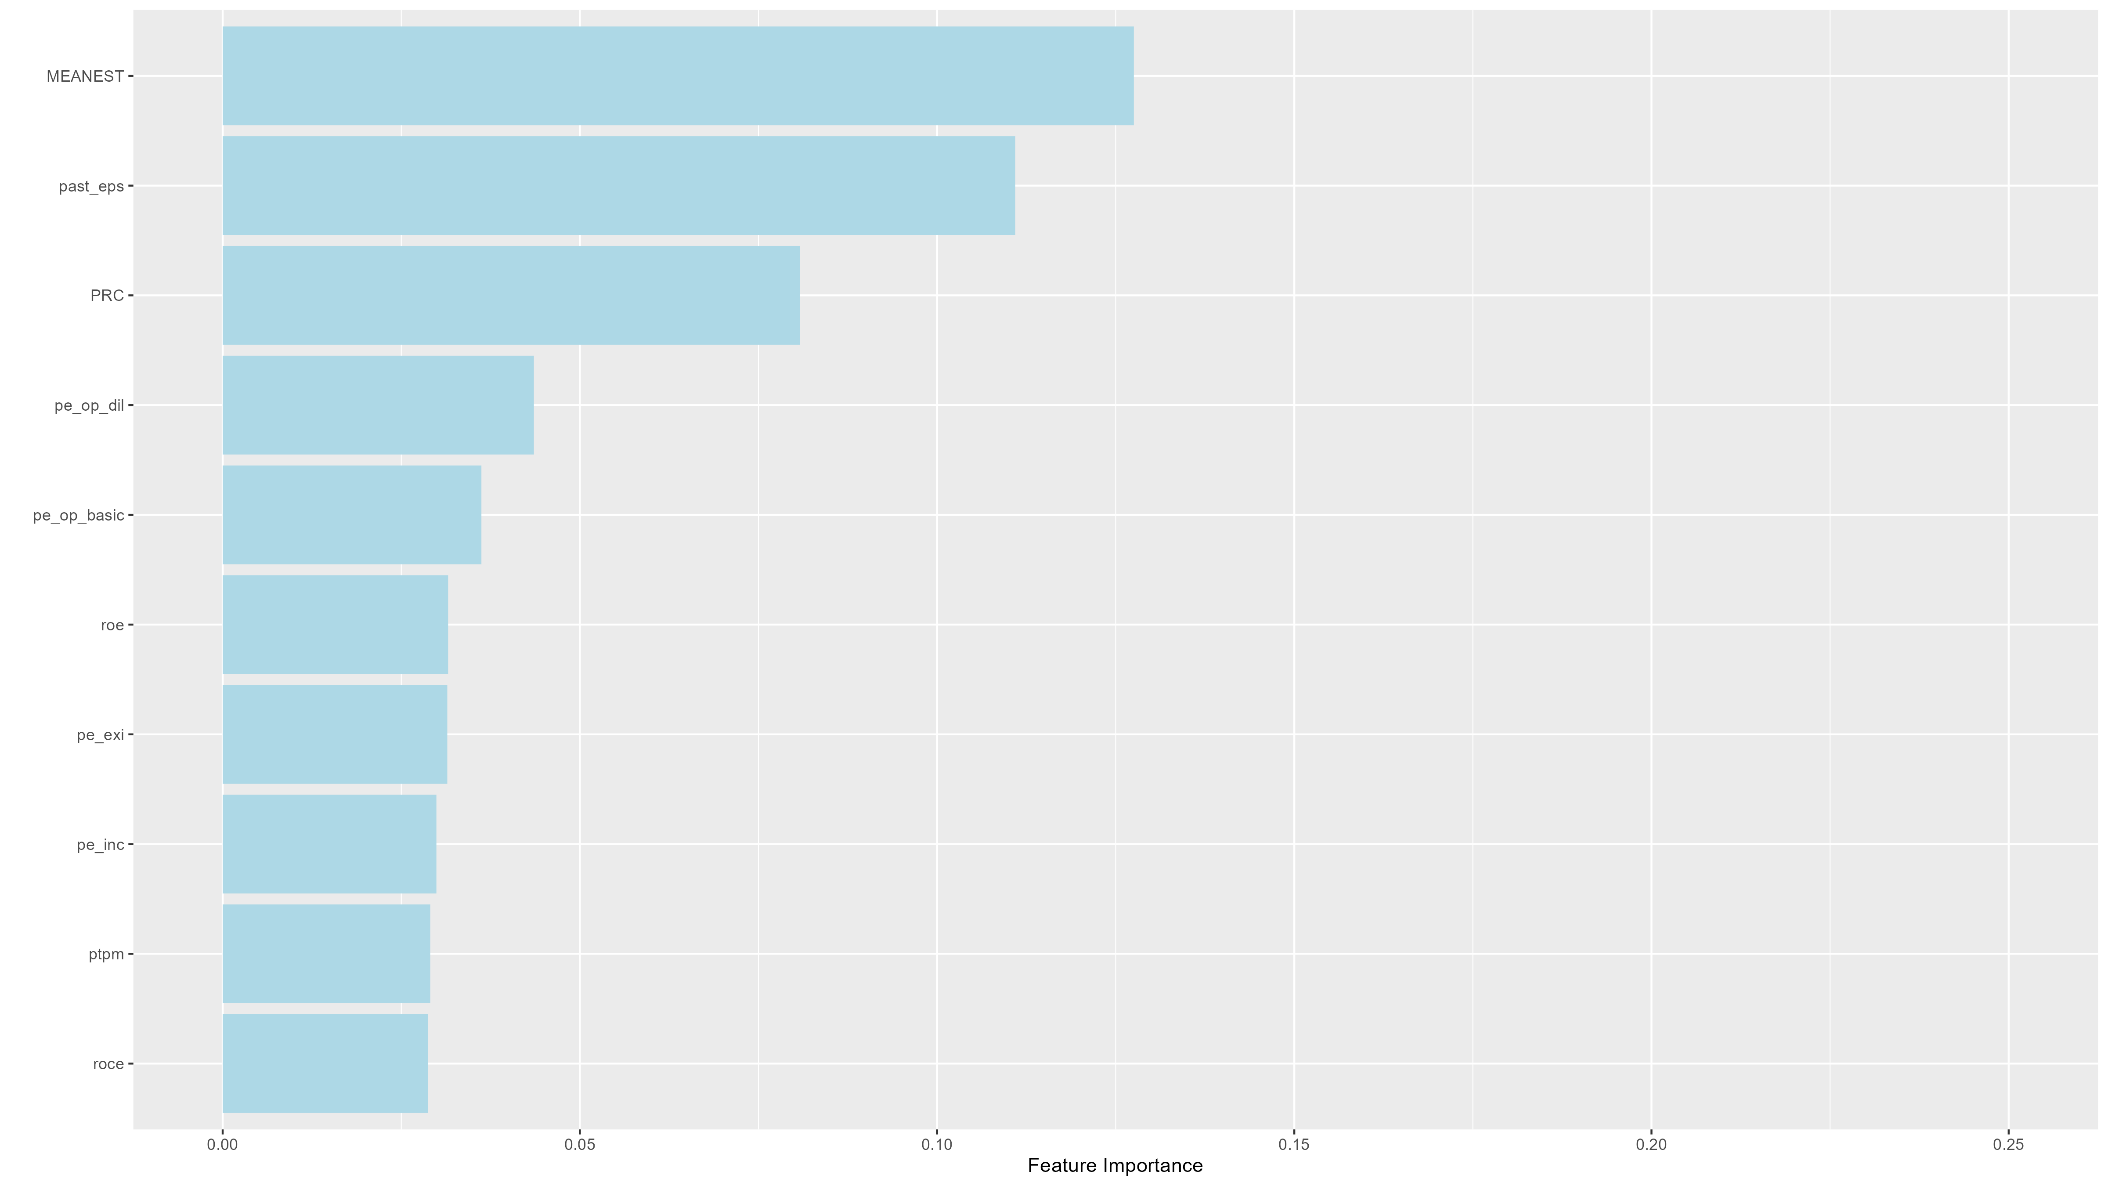 MEANEST
past_eps
PRC
pe_op_dil
pe_op_basic
roe
pe_exi
pe_inc
ptpm
roce
0.00 0.05 0.10 0.15 0.20 0.25
Feature Importance